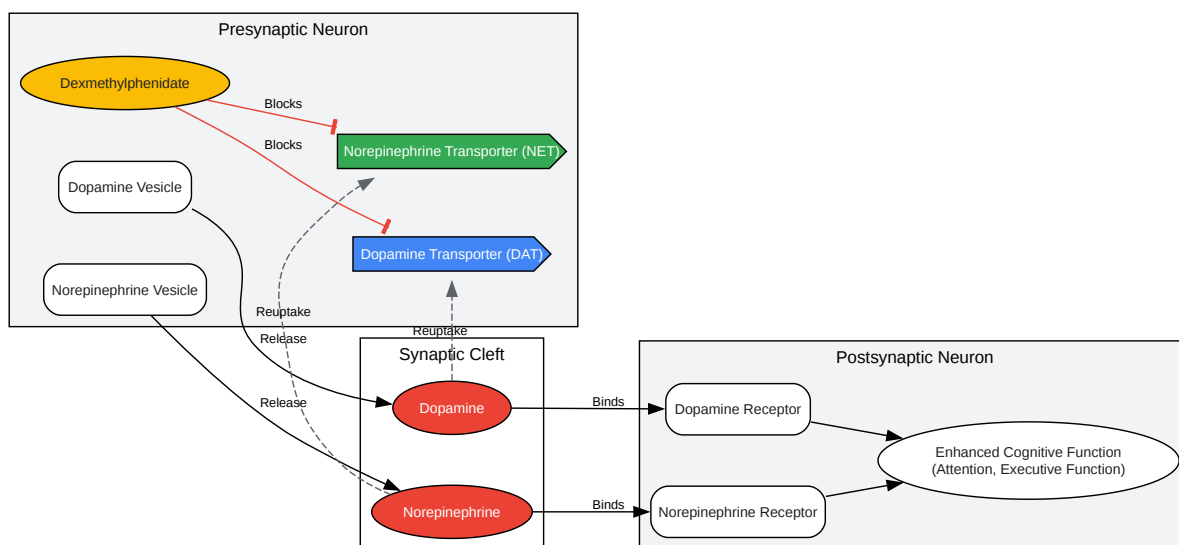 Presynaptic Neuron
Dexmethylphenidate
Blocks
Blocks
Norepinephrine Transporter (NET)
Dopamine Vesicle
Dopamine Transporter (DAT)
Norepinephrine Vesicle
Reuptake
Reuptake
Release
Synaptic Cleft
Postsynaptic Neuron
Release
Dopamine
Binds
Dopamine Receptor
Enhanced Cognitive Function
(Attention, Executive Function)
Norepinephrine
Binds
Norepinephrine Receptor